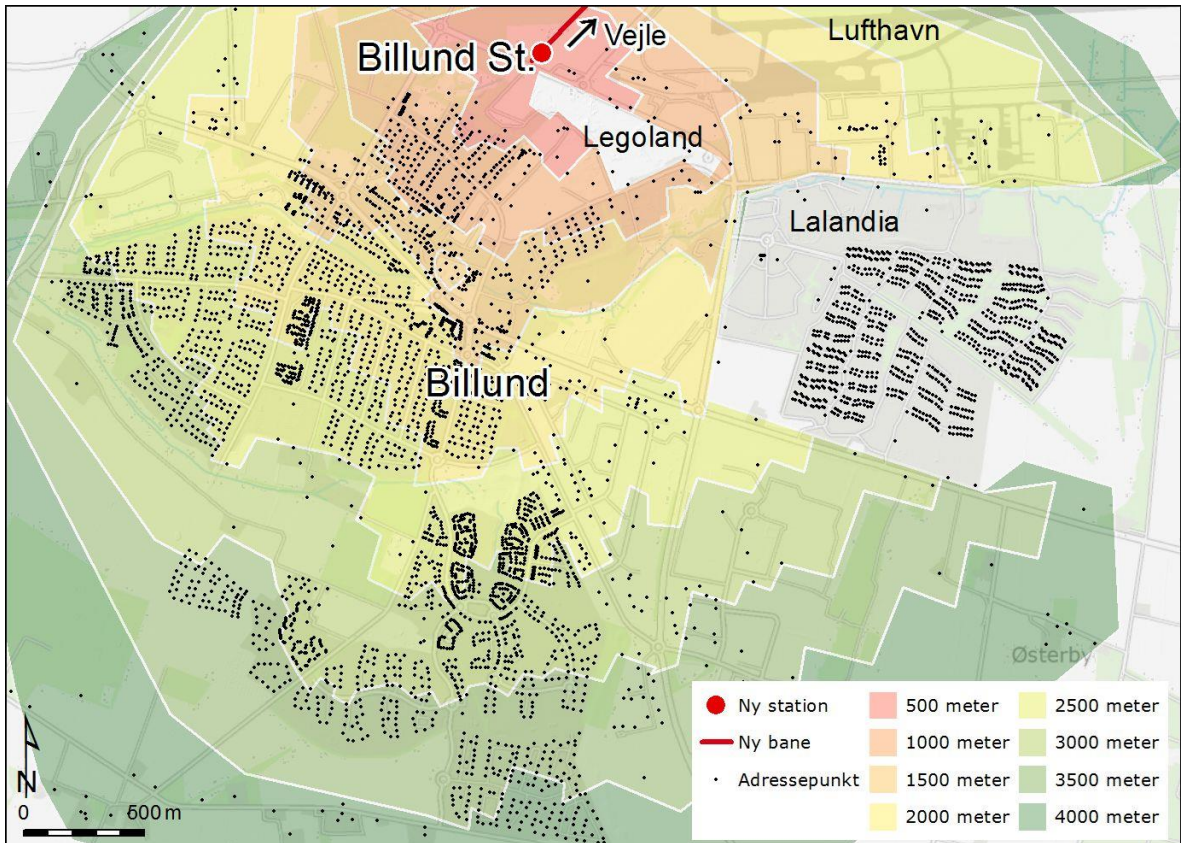 Lufthavn
Vejle
Billund St.
Legoland
Lalandia
Billund
Østerby
N
0 600 m
Ny station
Ny bane
Adressepunkt
500 meter
1000 meter
1500 meter
2000 meter
2500 meter
3000 meter
3500 meter
4000 meter